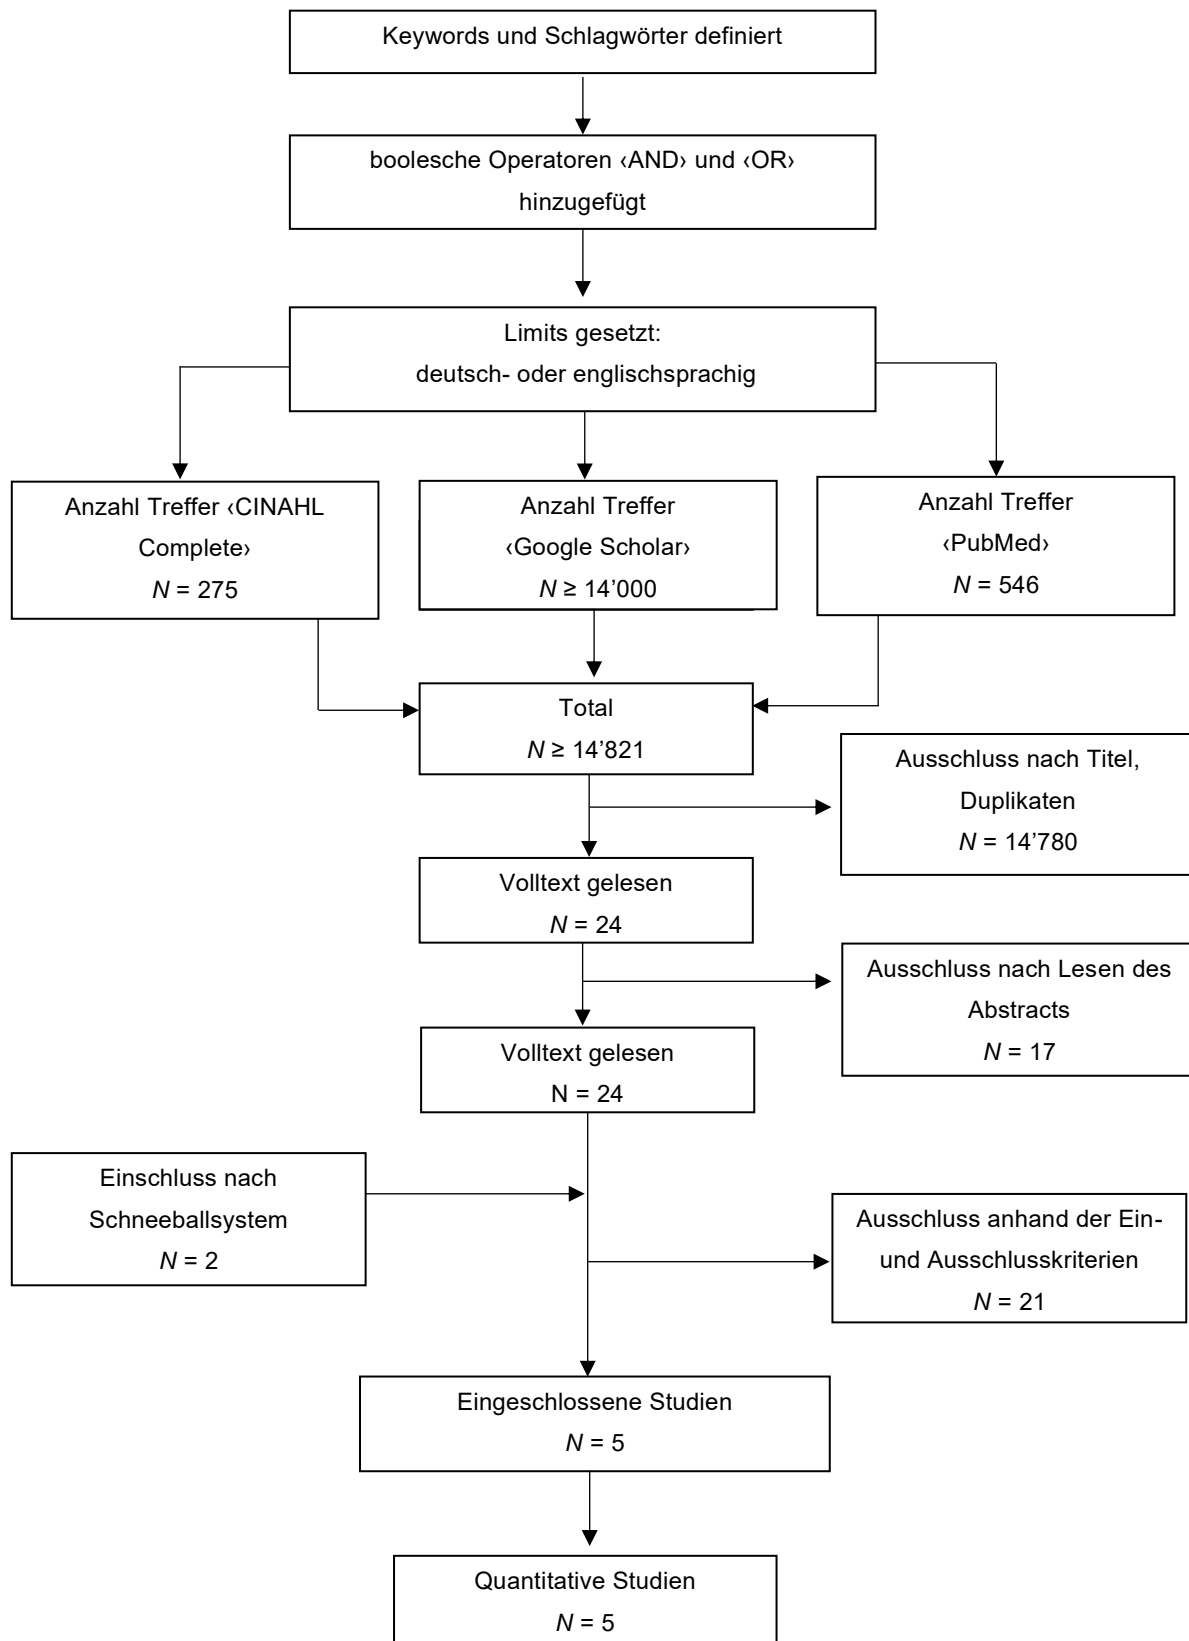 Keywords und Schlagwörter definiert
boolesche Operatoren ‹AND› und ‹OR›
hinzugefügt
Limits gesetzt:
deutsch- oder englischsprachig
Anzahl Treffer ‹CINAHL
Complete›
N = 275
Anzahl Treffer
‹Google Scholar›
N ≥ 14’000
Anzahl Treffer
‹PubMed›
N = 546
Total
N ≥ 14’821
Ausschluss nach Titel,
Duplikaten
N = 14’780
Volltext gelesen
N = 24
Ausschluss nach Lesen des
Abstracts
N = 17
Volltext gelesen
N = 24
Einschluss nach
Schneeballsystem
N = 2
Ausschluss anhand der Ein-
und Ausschlusskriterien
N = 21
Eingeschlossene Studien
N = 5
Quantitative Studien
N = 5